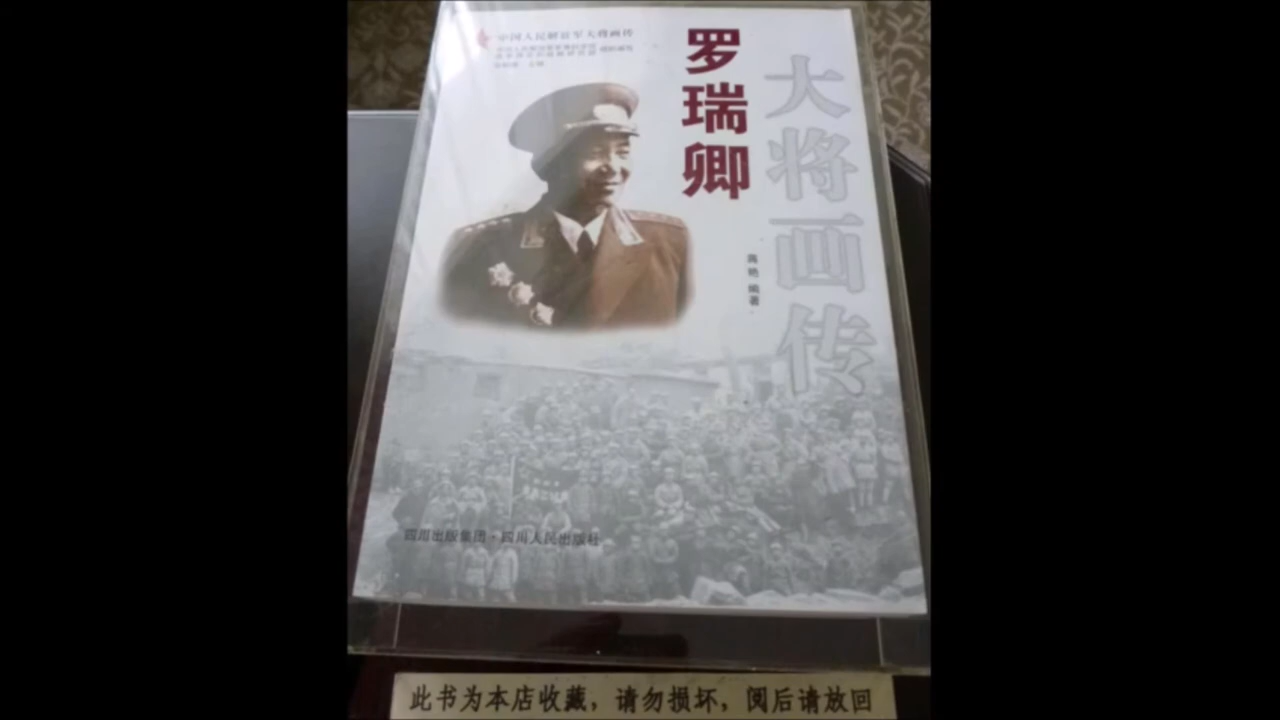 中国人民解放军大将画传
罗瑞卿
大将画传
编著
四川出版集团·四川人民出版社
此书为本店收藏，请勿损坏，阅后请放回